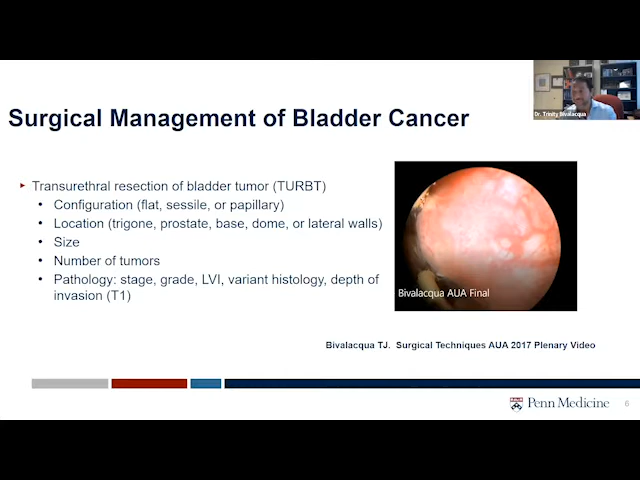 Dr. Trinity Bivalacqua
Surgical Management of Bladder Cancer
▸ Transurethral resection of bladder tumor (TURBT)
• Configuration (flat, sessile, or papillary)
• Location (trigone, prostate, base, dome, or lateral walls)
• Size
• Number of tumors
• Pathology: stage, grade, LVI, variant histology, depth of
invasion (T1)
Bivalacqua AUA Final
Bivalacqua TJ. Surgical Techniques AUA 2017 Plenary Video
Penn Medicine
6